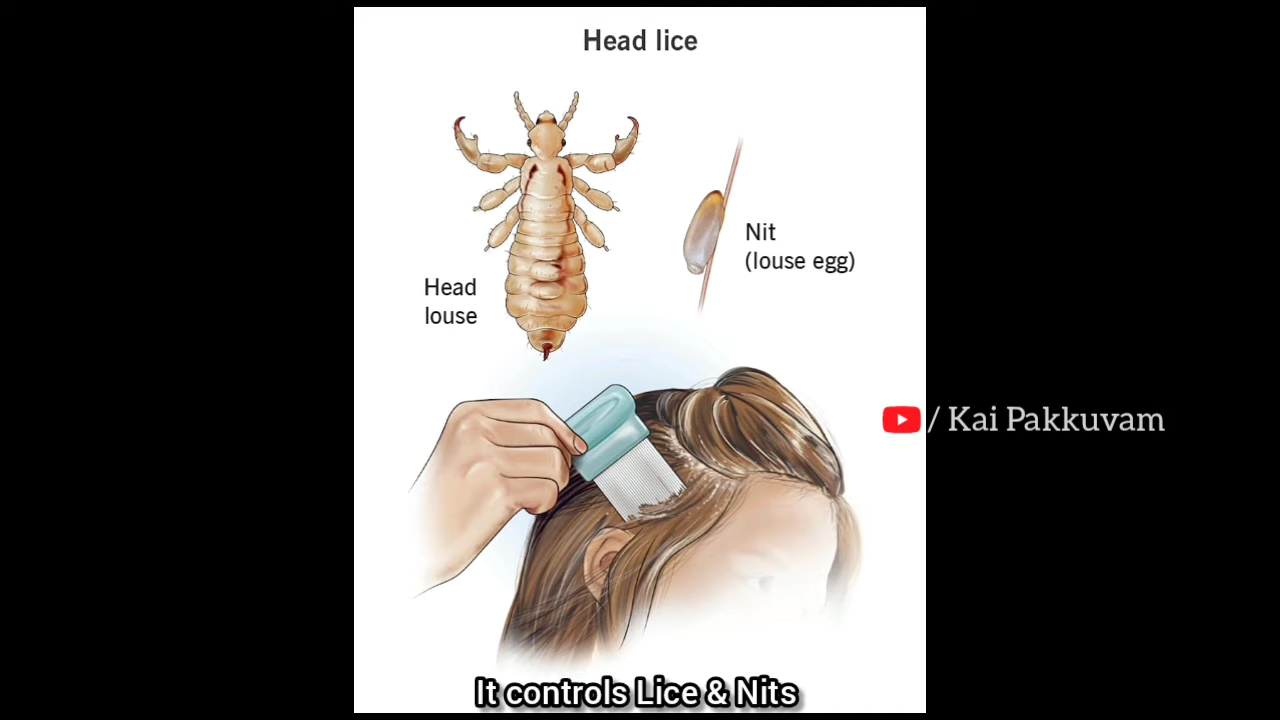 Head lice
Nit
(louse egg)
Head
louse
/ Kai Pakkuvam
It controls Lice & Nits